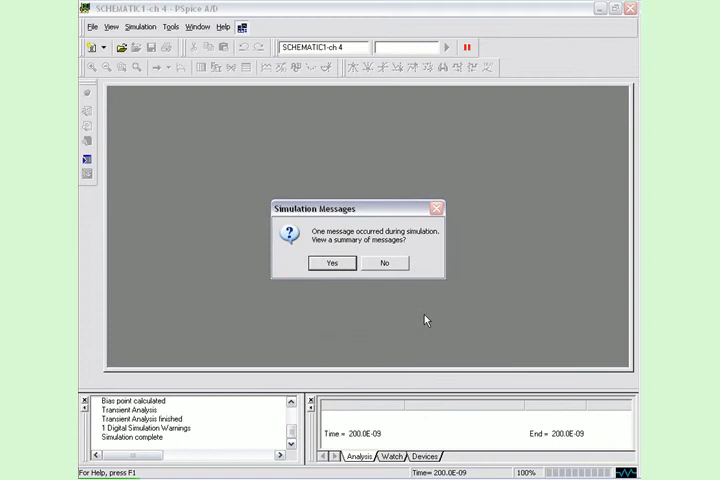 SCHEMATIC1-ch 4 - PSpice A/D
File View Simulation Tools Window Help
SCHEMATIC1-ch 4
Simulation Messages
One message occurred during simulation.
View a summary of messages?
Yes No
Bias point calculated
Transient Analysis
Transient Analysis finished
1 Digital Simulation Warnings
Simulation complete
Time = 200.0E-09 End = 200.0E-09
Analysis Watch Devices
For Help, press F1 Time= 200.0E-09 100%